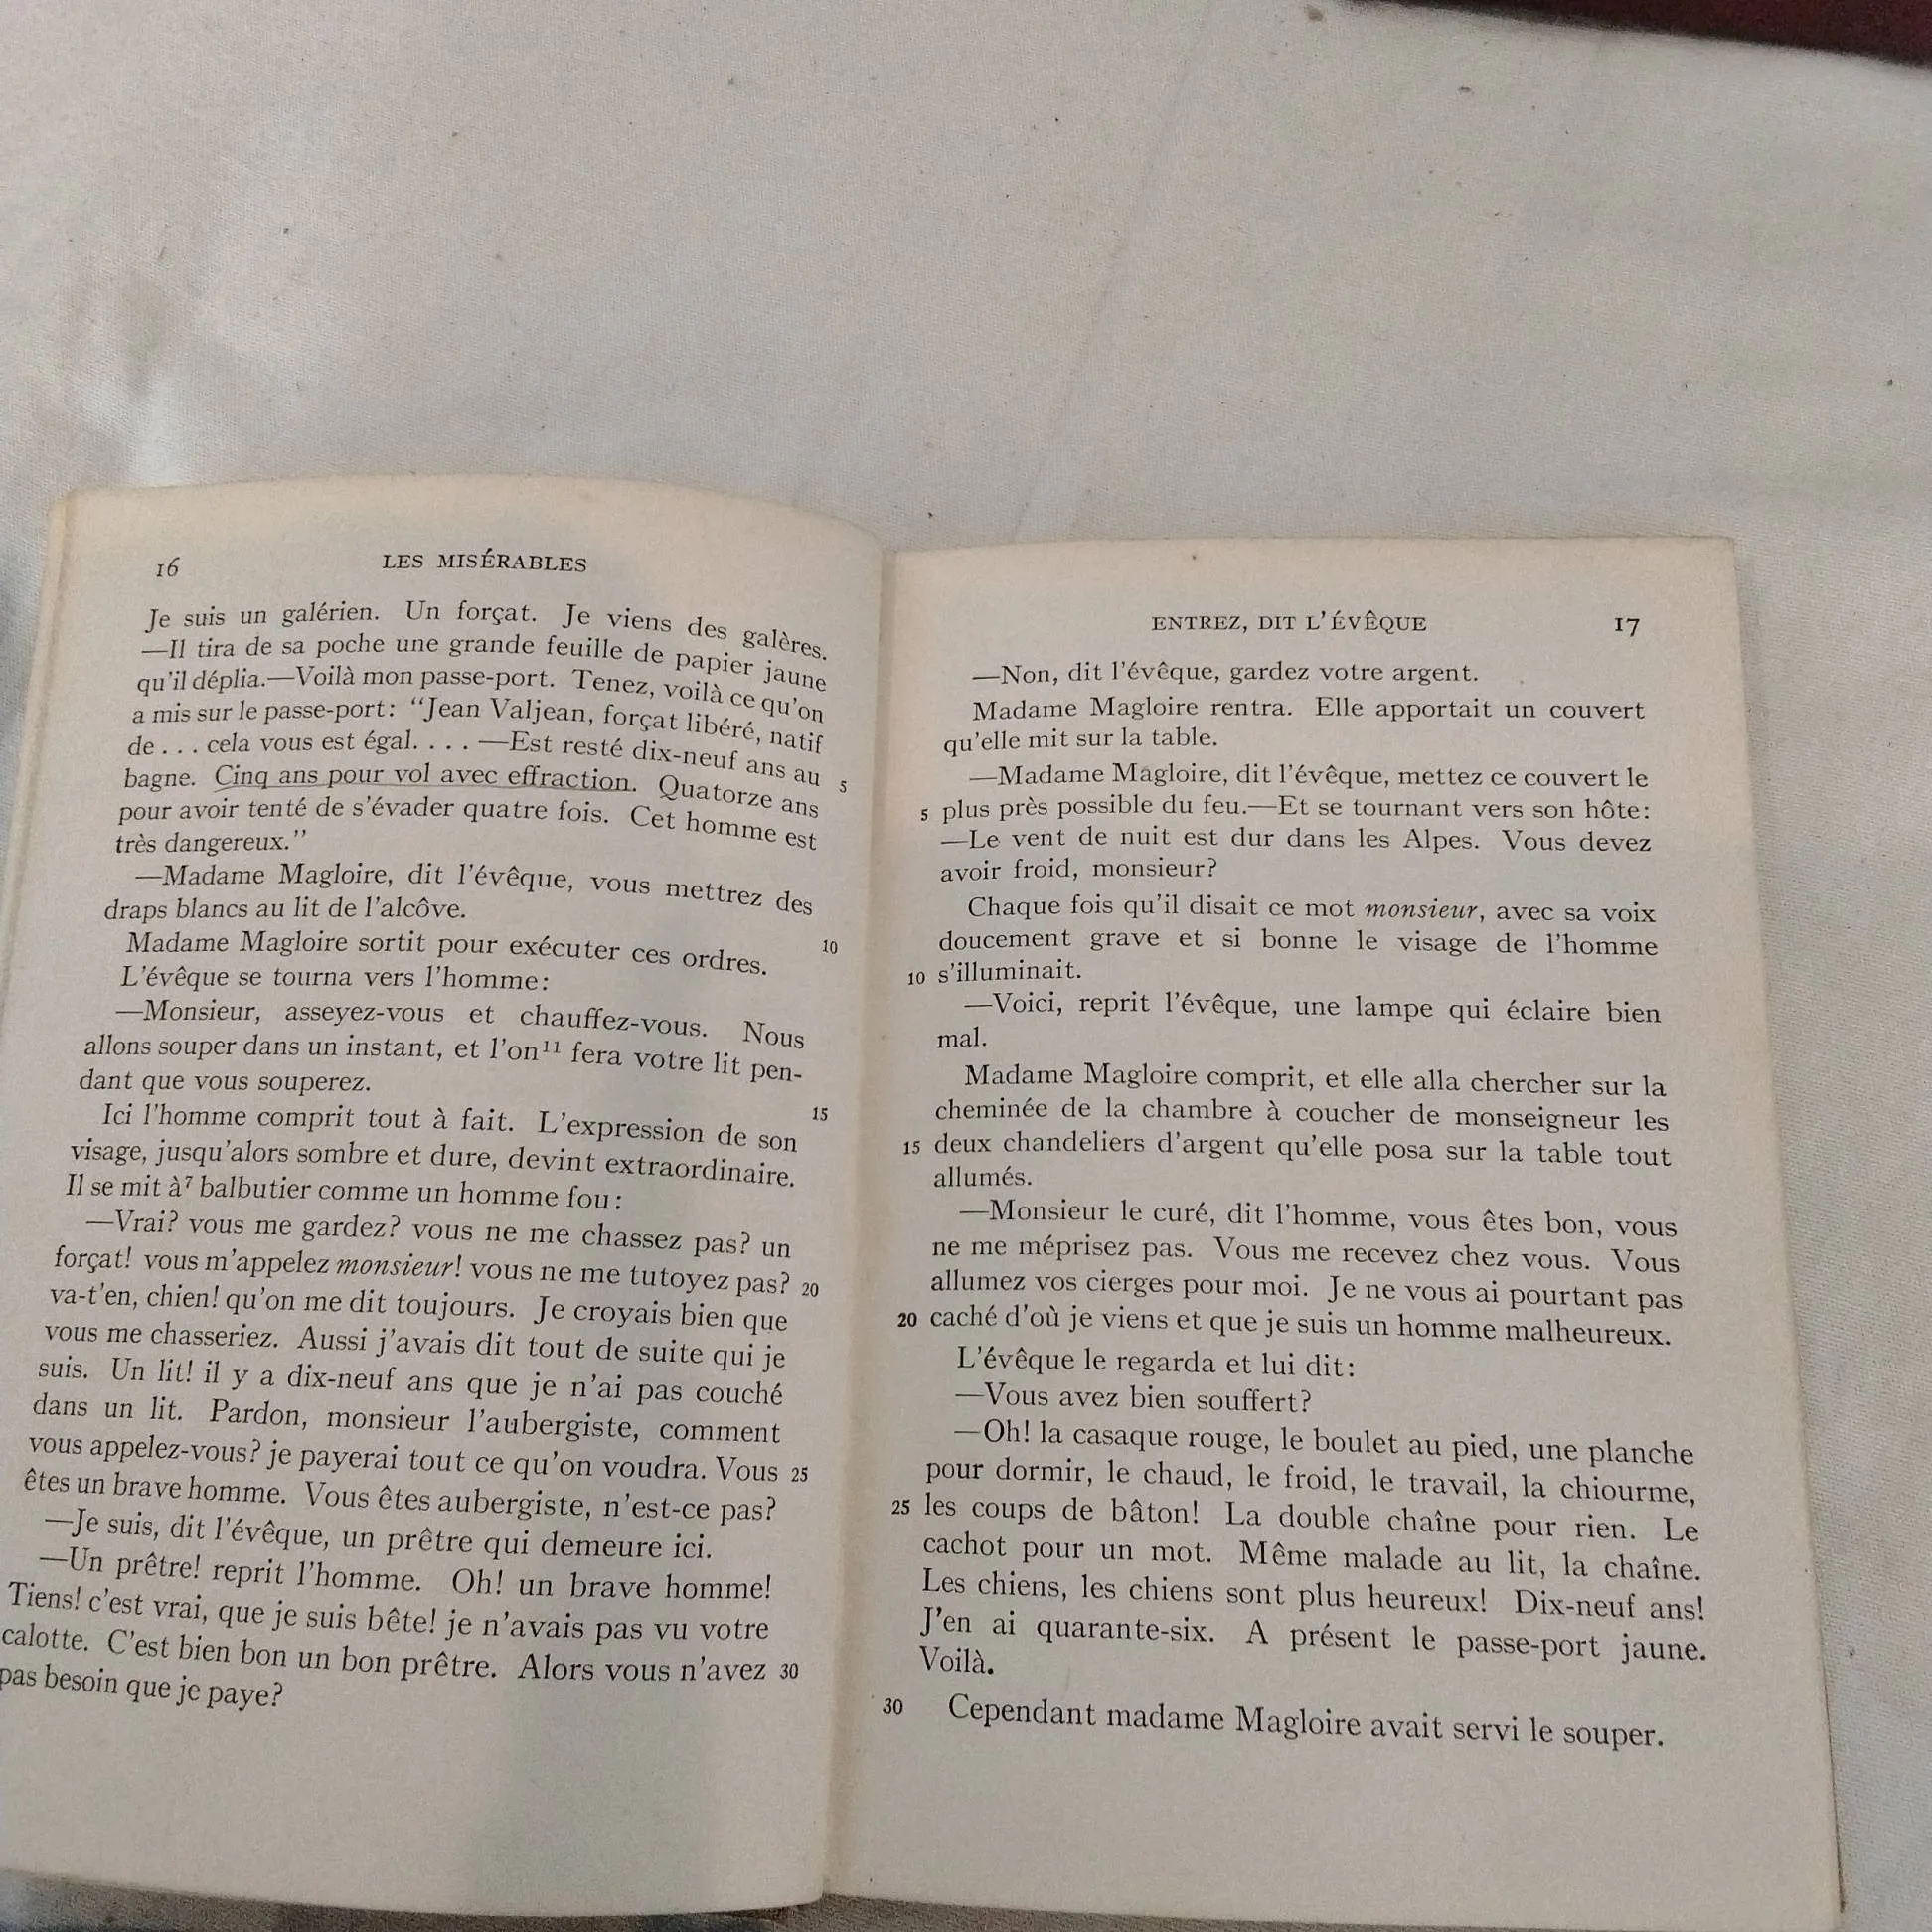 16
LES MISÉRABLES
Je suis un galérien. Un forçat. Je viens des galères.
—Il tira de sa poche une grande feuille de papier jaune
qu'il déplia.—Voilà mon passe-port. Tenez, voilà ce qu'on
a mis sur le passe-port: “Jean Valjean, forçat libéré, natif
de . . . cela vous est égal. . . . —Est resté dix-neuf ans au
bagne. Cinq ans pour vol avec effraction. Quatorze ans 5
pour avoir tenté de s'évader quatre fois. Cet homme est
très dangereux.”
—Madame Magloire, dit l'évêque, vous mettrez des
draps blancs au lit de l'alcôve.
Madame Magloire sortit pour exécuter ces ordres. 10
L'évêque se tourna vers l'homme:
—Monsieur, asseyez-vous et chauffez-vous. Nous
allons souper dans un instant, et l'on¹¹ fera votre lit pen-
dant que vous souperez.
Ici l'homme comprit tout à fait. L'expression de son 15
visage, jusqu'alors sombre et dure, devint extraordinaire.
Il se mit à⁷ balbutier comme un homme fou:
—Vrai? vous me gardez? vous ne me chassez pas? un
forçat! vous m'appelez monsieur! vous ne me tutoyez pas? 20
va-t'en, chien! qu'on me dit toujours. Je croyais bien que
vous me chasseriez. Aussi j'avais dit tout de suite qui je
suis. Un lit! il y a dix-neuf ans que je n'ai pas couché
dans un lit. Pardon, monsieur l'aubergiste, comment
vous appelez-vous? je payerai tout ce qu'on voudra. Vous 25
êtes un brave homme. Vous êtes aubergiste, n'est-ce pas?
—Je suis, dit l'évêque, un prêtre qui demeure ici.
—Un prêtre! reprit l'homme. Oh! un brave homme!
Tiens! c'est vrai, que je suis bête! je n'avais pas vu votre
calotte. C'est bien bon un bon prêtre. Alors vous n'avez 30
pas besoin que je paye?
ENTREZ, DIT L'ÉVÊQUE
17
—Non, dit l'évêque, gardez votre argent.
Madame Magloire rentra. Elle apportait un couvert
qu'elle mit sur la table.
—Madame Magloire, dit l'évêque, mettez ce couvert le
5 plus près possible du feu.—Et se tournant vers son hôte:
—Le vent de nuit est dur dans les Alpes. Vous devez
avoir froid, monsieur?
Chaque fois qu'il disait ce mot monsieur, avec sa voix
doucement grave et si bonne le visage de l'homme
10 s'illuminait.
—Voici, reprit l'évêque, une lampe qui éclaire bien
mal.
Madame Magloire comprit, et elle alla chercher sur la
cheminée de la chambre à coucher de monseigneur les
15 deux chandeliers d'argent qu'elle posa sur la table tout
allumés.
—Monsieur le curé, dit l'homme, vous êtes bon, vous
ne me méprisez pas. Vous me recevez chez vous. Vous
allumez vos cierges pour moi. Je ne vous ai pourtant pas
20 caché d'où je viens et que je suis un homme malheureux.
L'évêque le regarda et lui dit:
—Vous avez bien souffert?
—Oh! la casaque rouge, le boulet au pied, une planche
pour dormir, le chaud, le froid, le travail, la chiourme,
25 les coups de bâton! La double chaîne pour rien. Le
cachot pour un mot. Même malade au lit, la chaîne.
Les chiens, les chiens sont plus heureux! Dix-neuf ans!
J'en ai quarante-six. A présent le passe-port jaune.
Voilà.
30 Cependant madame Magloire avait servi le souper.